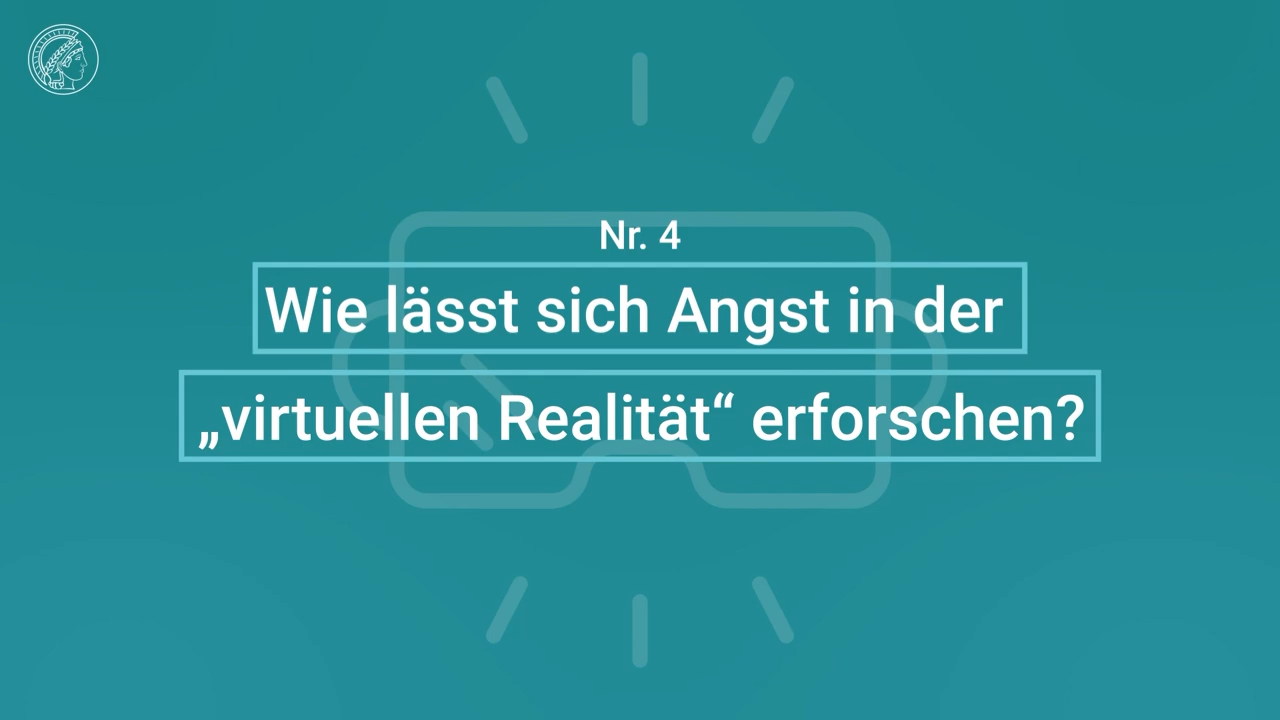 Nr. 4
Wie lässt sich Angst in der
„virtuellen Realität“ erforschen?